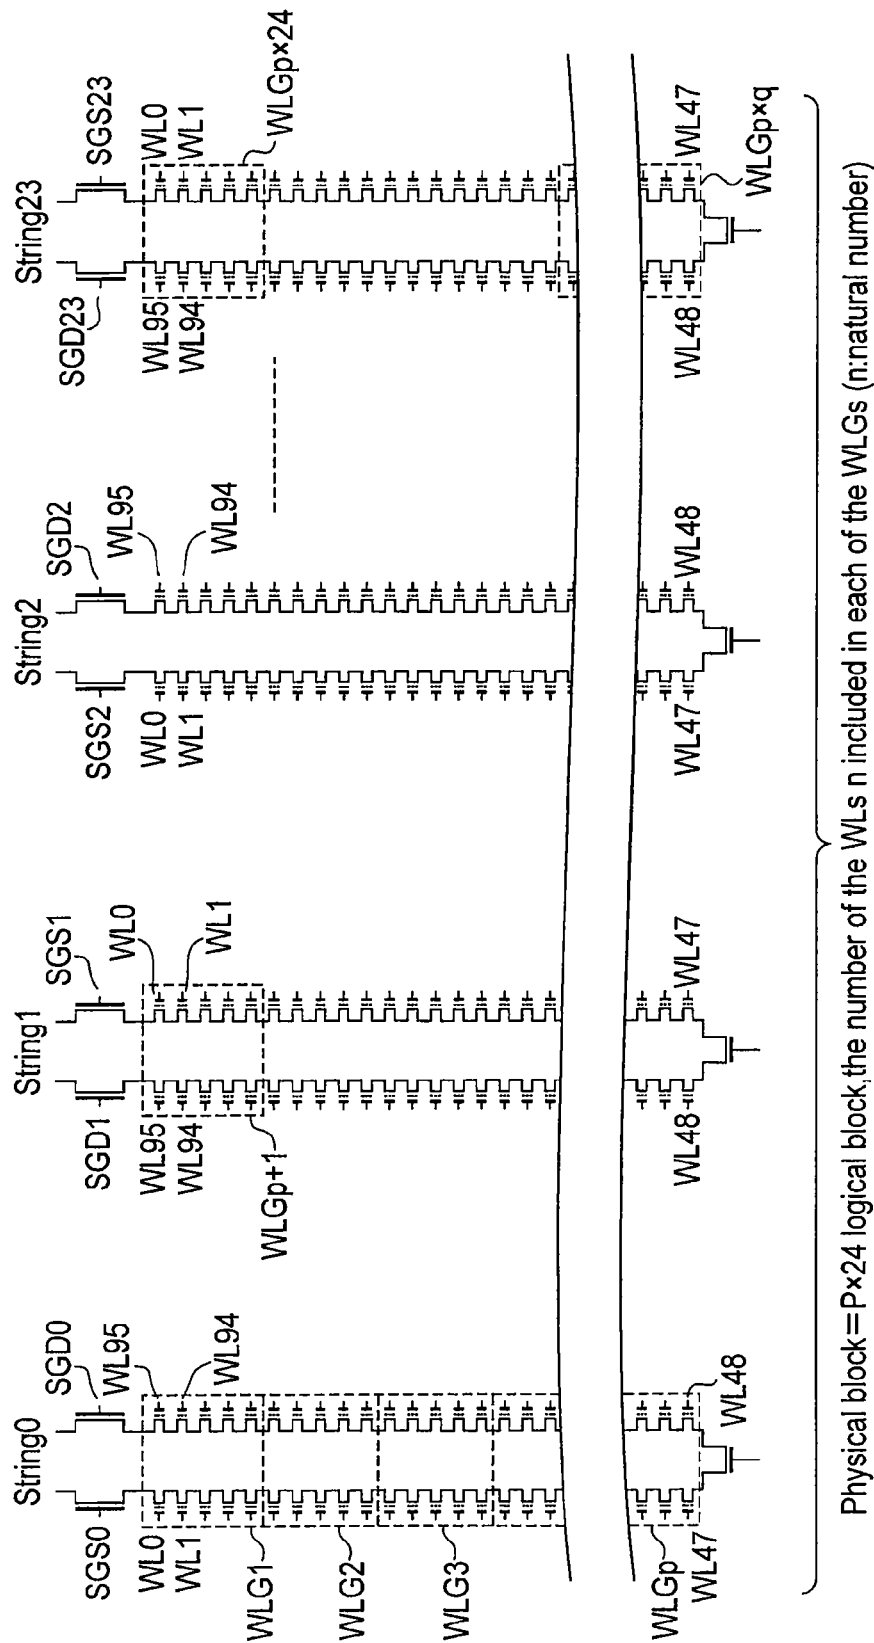 String0
SGS0
SGD0
WL95
WL94
WL0
WL1
WLG1
WLG2
WLG3
WLGp
WL47
WL48
String1
SGD1
SGS1
WL0
WL1
WL95
WL94
WLGp+1
WL48
WL47
String2
SGS2
SGD2
WL95
WL94
WL0
WL1
WL47
WL48
String23
SGD23
SGS23
WL95
WL94
WL0
WL1
WLGp×24
WL48
WL47
WLGp×q
Physical block=P×24 logical block,the number of the WLs n included in each of the WLGs (n:natural number)